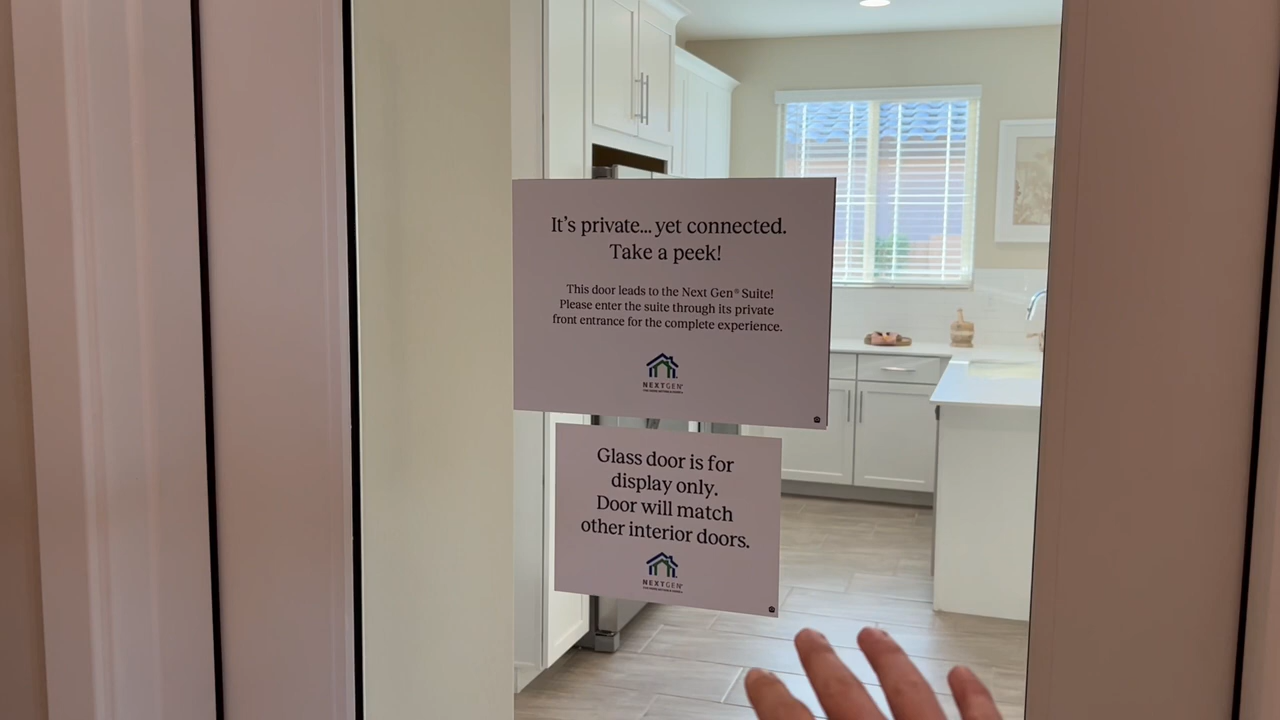 It's private... yet connected.
Take a peek!
This door leads to the Next Gen® Suite!
Please enter the suite through its private
front entrance for the complete experience.
NEXTGEN
Glass door is for
display only.
Door will match
other interior doors.
NEXTGEN